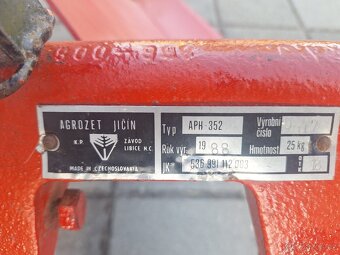 AGROZET JIČÍN
K.P. ZÁVOD
LIBICE N.C.
MADE IN CZECHOSLOVAKIA
Typ APH-352
Výrobní číslo
Rok výr. 19 88
Hmotnost 25 kg
JK 536 891 112 003